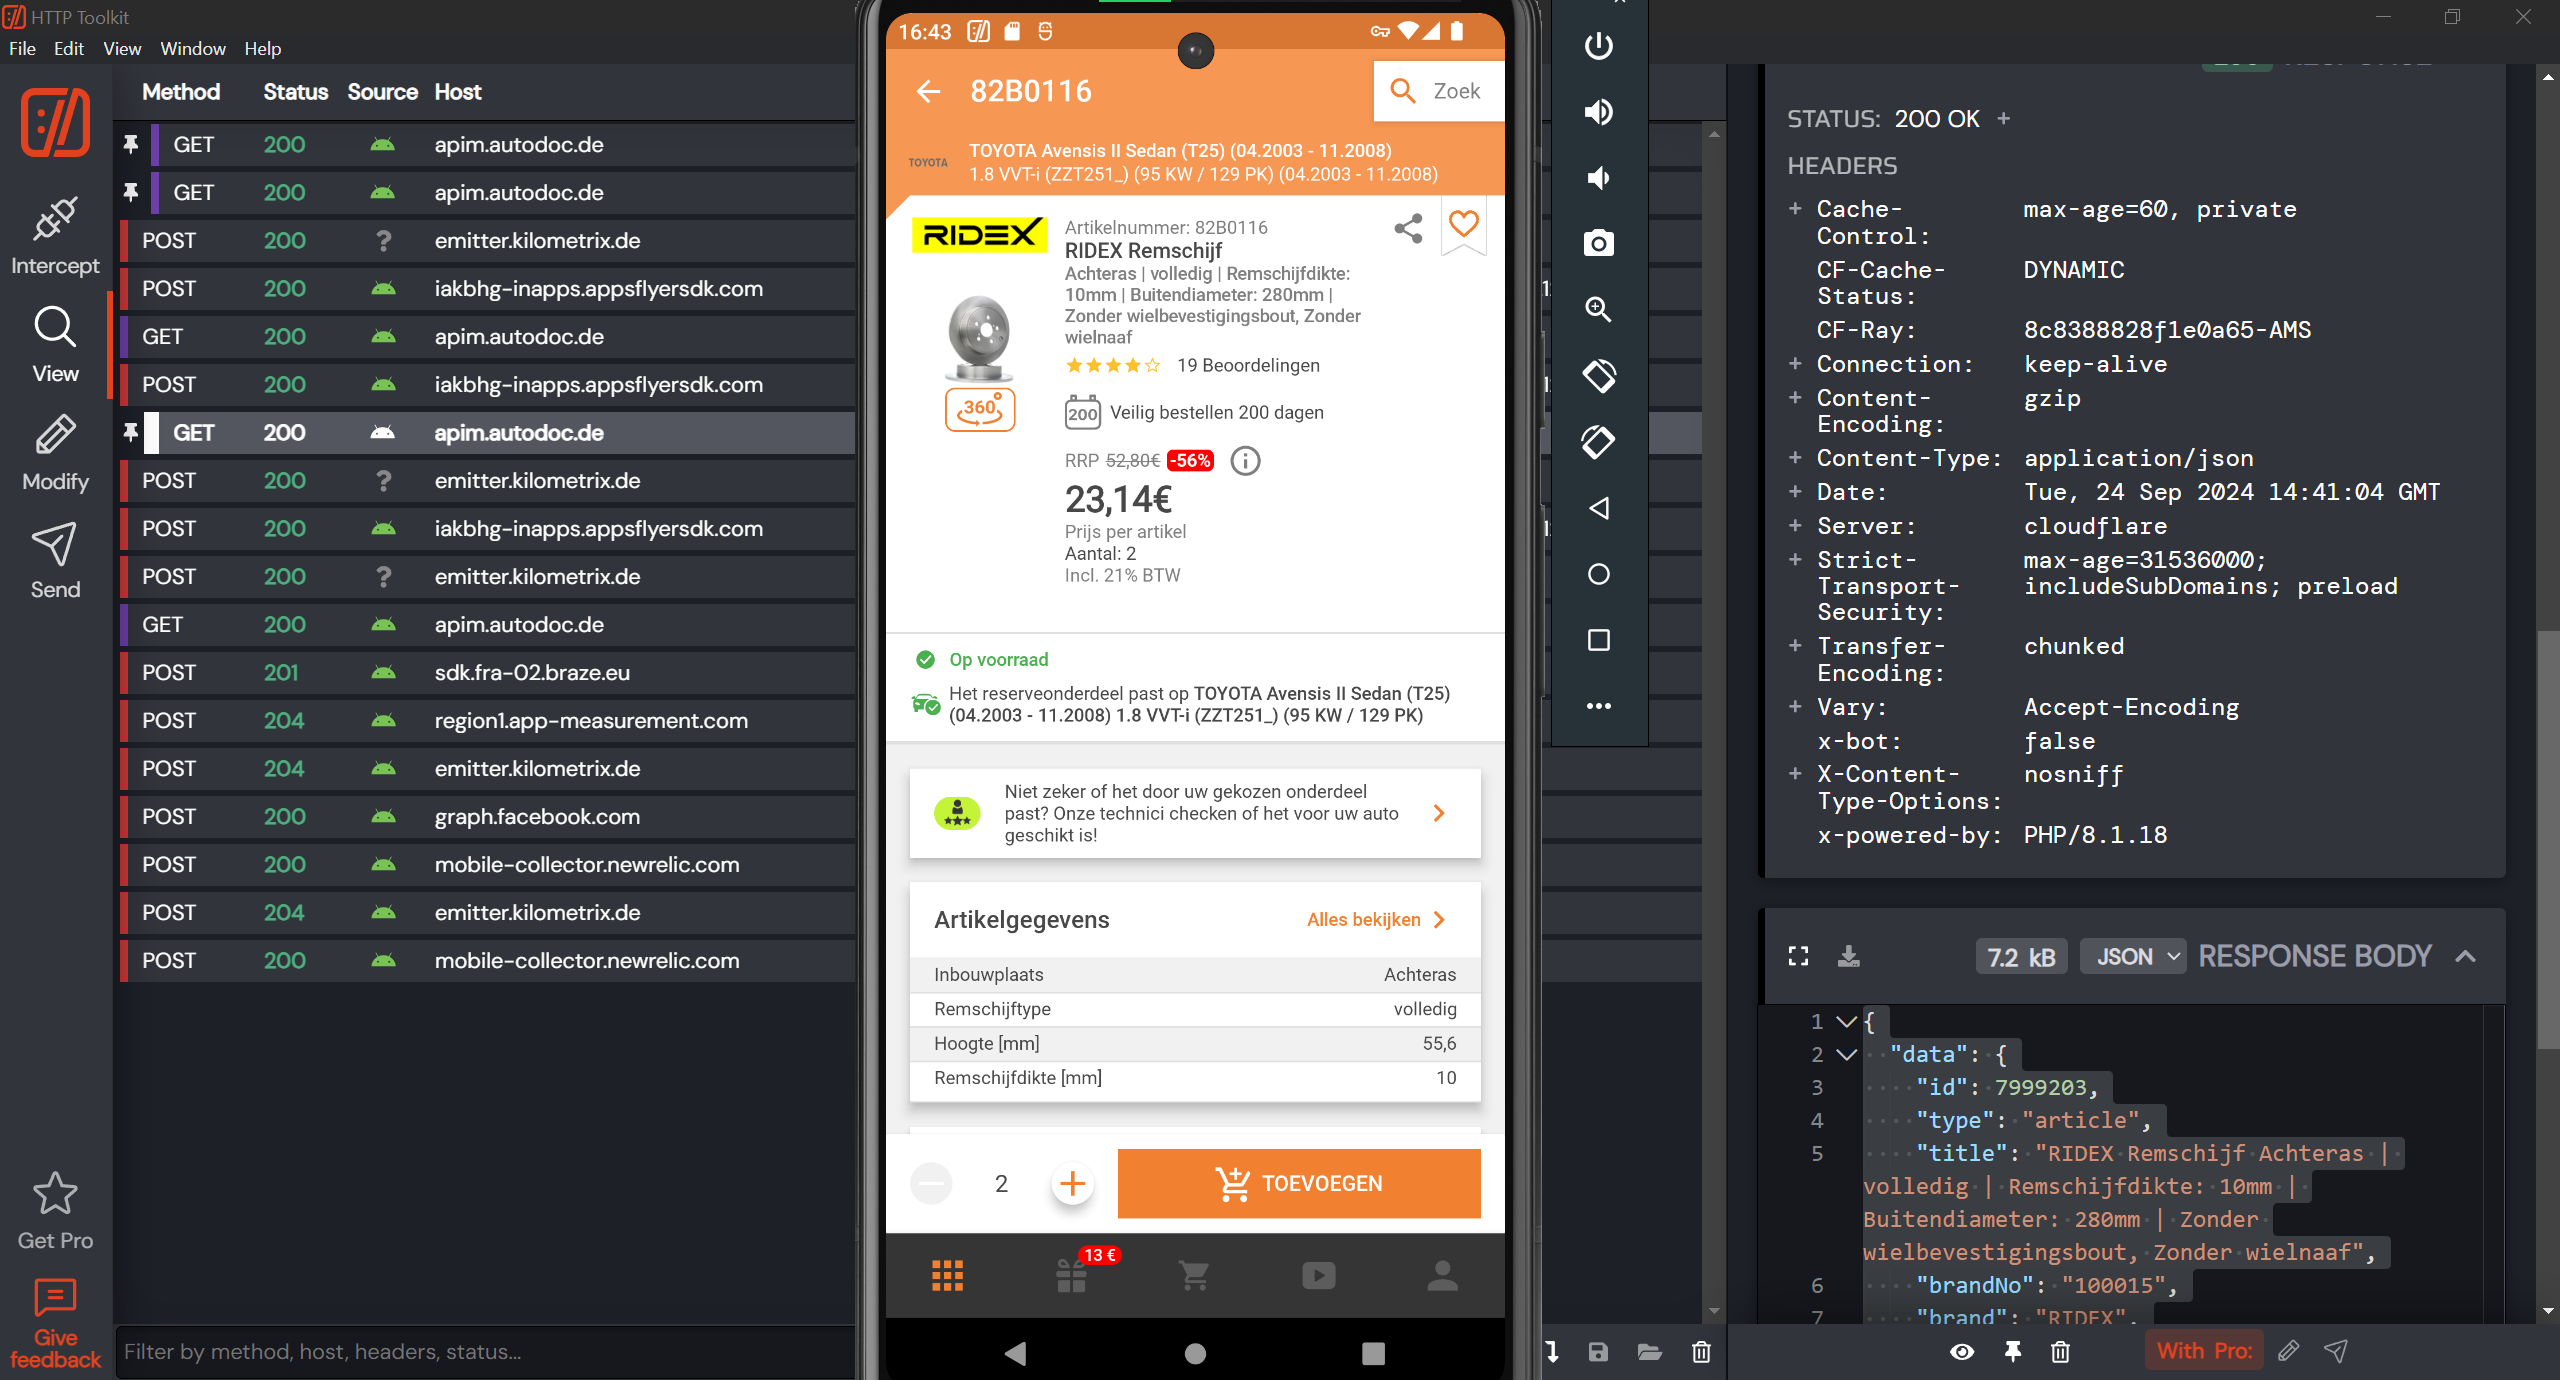 HTTP Toolkit
File Edit View Window Help
Method Status Source Host
GET 200 apim.autodoc.de
GET 200 apim.autodoc.de
POST 200 ? emitter.kilometrix.de
POST 200 iakbhg-inapps.appsflyersdk.com
GET 200 apim.autodoc.de
POST 200 iakbhg-inapps.appsflyersdk.com
GET 200 apim.autodoc.de
POST 200 ? emitter.kilometrix.de
POST 200 iakbhg-inapps.appsflyersdk.com
POST 200 ? emitter.kilometrix.de
GET 200 apim.autodoc.de
POST 201 sdk.fra-02.braze.eu
POST 204 region1.app-measurement.com
POST 204 emitter.kilometrix.de
POST 200 graph.facebook.com
POST 200 mobile-collector.newrelic.com
POST 204 emitter.kilometrix.de
POST 200 mobile-collector.newrelic.com
Intercept
View
Modify
Send
Get Pro
Give
feedback
Filter by method, host, headers, status...
16:43
82B0116
Zoek
TOYOTA
TOYOTA Avensis II Sedan (T25) (04.2003 - 11.2008)
1.8 VVT-i (ZZT251_) (95 KW / 129 PK) (04.2003 - 11.2008)
RIDEX
Artikelnummer: 82B0116
RIDEX Remschijf
Achteras | volledig | Remschijfdikte:
10mm | Buitendiameter: 280mm |
Zonder wielbevestigingsbout, Zonder
wielnaaf
19 Beoordelingen
360°
200 Veilig bestellen 200 dagen
RRP 52,80€ -56%
23,14€
Prijs per artikel
Aantal: 2
Incl. 21% BTW
Op voorraad
Het reserveonderdeel past op TOYOTA Avensis II Sedan (T25)
(04.2003 - 11.2008) 1.8 VVT-i (ZZT251_) (95 KW / 129 PK)
Niet zeker of het door uw gekozen onderdeel
past? Onze technici checken of het voor uw auto
geschikt is!
Artikelgegevens Alles bekijken
Inbouwplaats Achteras
Remschijftype volledig
Hoogte [mm] 55,6
Remschijfdikte [mm] 10
2 TOEVOEGEN
13 €
STATUS: 200 OK +
HEADERS
+ Cache-
Control: max-age=60, private
CF-Cache-
Status: DYNAMIC
CF-Ray: 8c8388828f1e0a65-AMS
+ Connection: keep-alive
+ Content-
Encoding: gzip
+ Content-Type: application/json
+ Date: Tue, 24 Sep 2024 14:41:04 GMT
+ Server: cloudflare
+ Strict- max-age=31536000;
Transport- includeSubDomains; preload
Security:
+ Transfer- chunked
Encoding:
+ Vary: Accept-Encoding
x-bot: false
+ X-Content- nosniff
Type-Options:
x-powered-by: PHP/8.1.18
7.2 kB JSON RESPONSE BODY
1 {
2 "data": {
3 "id": 7999203,
4 "type": "article",
5 "title": "RIDEX Remschijf Achteras |
volledig | Remschijfdikte: 10mm |
Buitendiameter: 280mm | Zonder
wielbevestigingsbout, Zonder wielnaaf",
6 "brandNo": "100015",
7 "brand": "RIDEX",
With Pro: